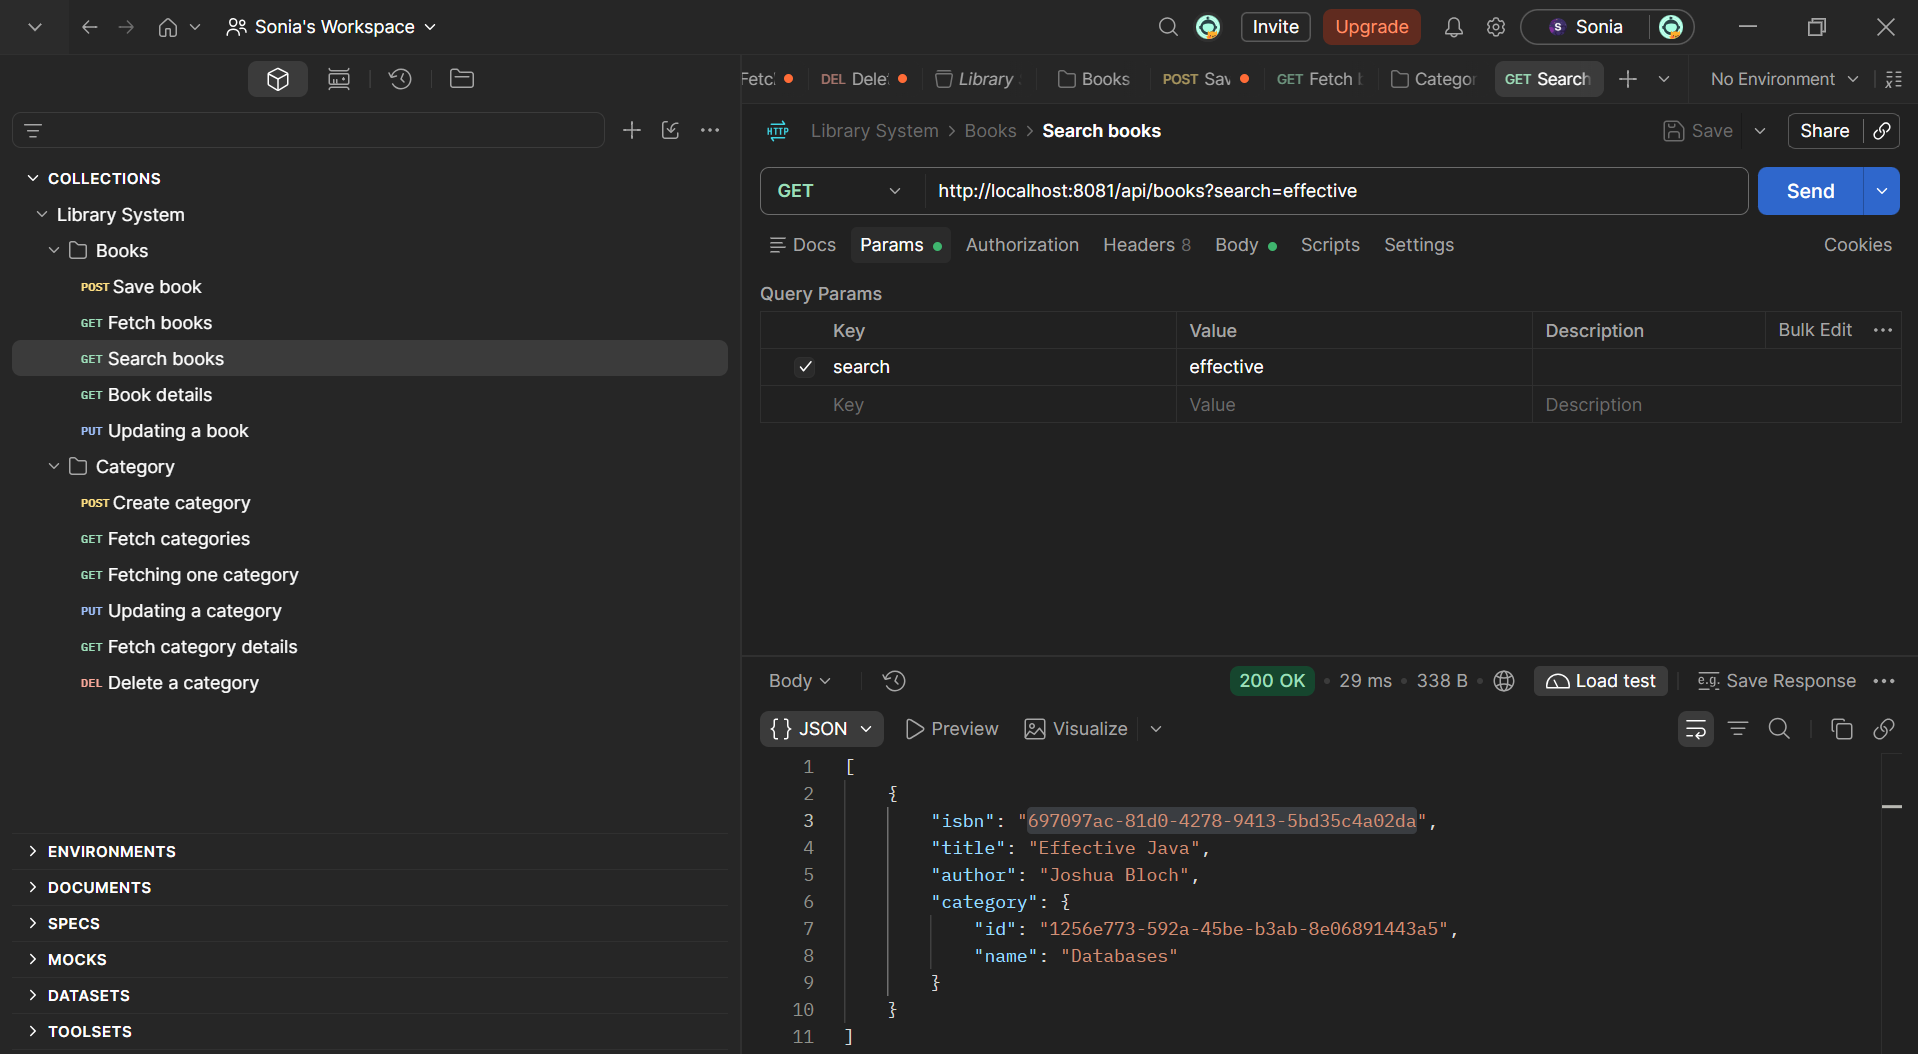 Sonia's Workspace
Invite
Upgrade
S Sonia
Fetc
DEL Dele
Library
Books
POST Sav
GET Fetch
Categor
GET Search
No Environment
HTTP Library System > Books > Search books
Save
Share
GET
http://localhost:8081/api/books?search=effective
Send
Docs
Params
Authorization
Headers 8
Body
Scripts
Settings
Cookies
Query Params
Key Value Description Bulk Edit
search effective
Key Value Description
COLLECTIONS
Library System
Books
POST Save book
GET Fetch books
GET Search books
GET Book details
PUT Updating a book
Category
POST Create category
GET Fetch categories
GET Fetching one category
PUT Updating a category
GET Fetch category details
DEL Delete a category
ENVIRONMENTS
DOCUMENTS
SPECS
MOCKS
DATASETS
TOOLSETS
Body
200 OK • 29 ms • 338 B
Load test
e.g. Save Response
{} JSON
Preview
Visualize
1 [
2 {
3 "isbn": "697097ac-81d0-4278-9413-5bd35c4a02da",
4 "title": "Effective Java",
5 "author": "Joshua Bloch",
6 "category": {
7 "id": "1256e773-592a-45be-b3ab-8e06891443a5",
8 "name": "Databases"
9 }
10 }
11 ]